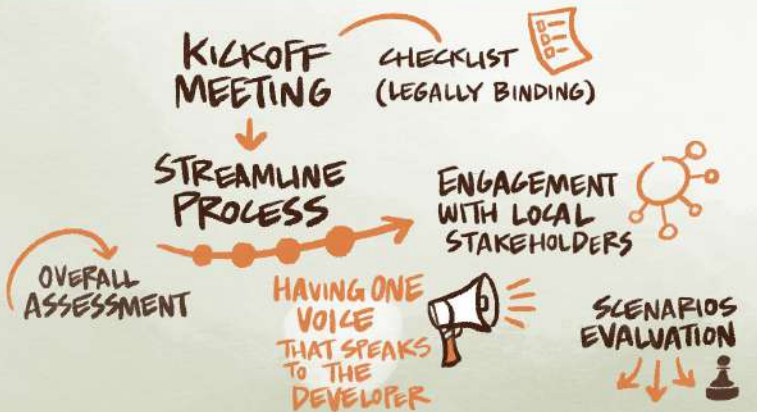 KICKOFF
MEETING
CHECKLIST
(LEGALLY BINDING)
STREAMLINE
PROCESS
ENGAGEMENT
WITH LOCAL
STAKEHOLDERS
OVERALL
ASSESSMENT
HAVING ONE
VOICE
THAT SPEAKS
TO THE
DEVELOPER
SCENARIOS
EVALUATION